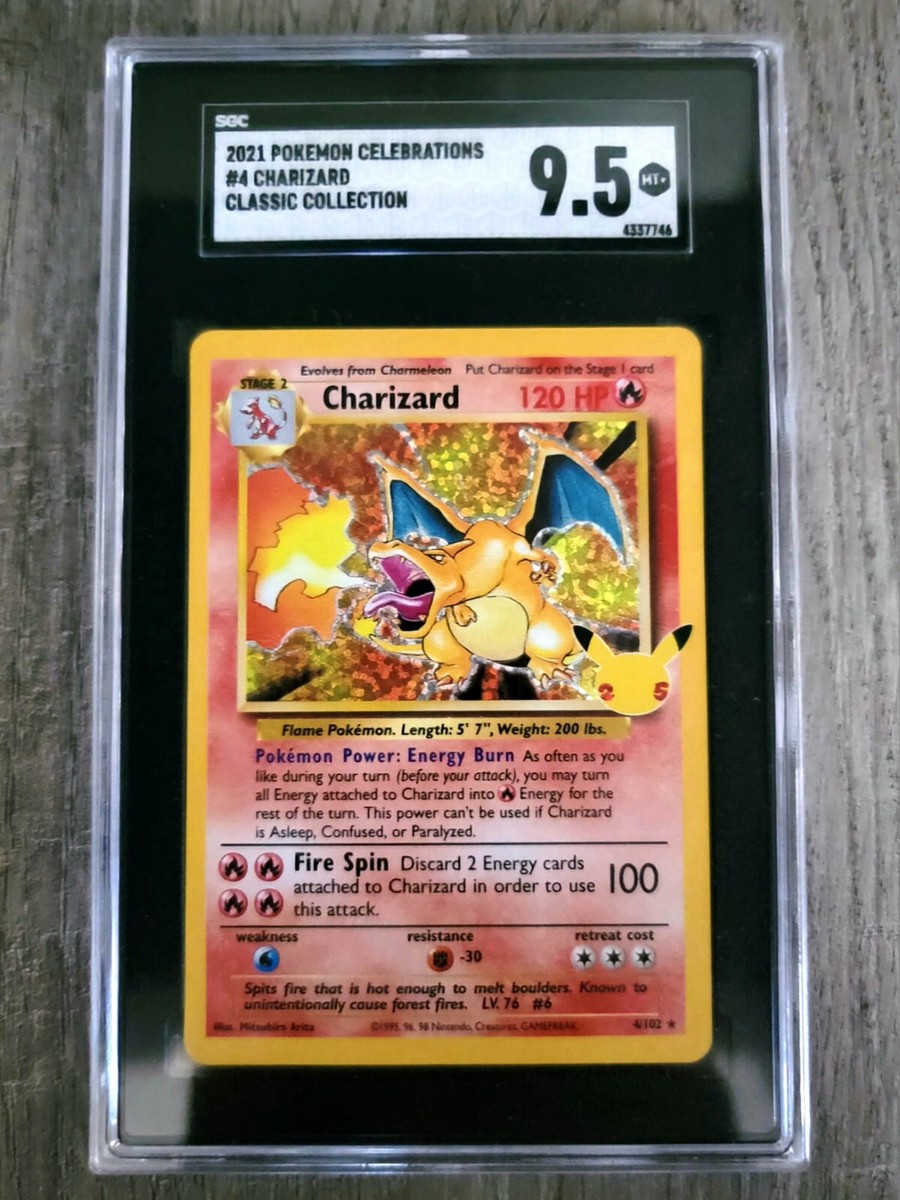 SGC
2021 POKEMON CELEBRATIONS
#4 CHARIZARD
CLASSIC COLLECTION
9.5 MT+
4337746
Evolves from Charmeleon Put Charizard on the Stage 1 card
STAGE 2
Charizard 120 HP
25
Flame Pokémon. Length: 5' 7", Weight: 200 lbs.
Pokémon Power: Energy Burn As often as you
like during your turn (before your attack), you may turn
all Energy attached to Charizard into Energy for the
rest of the turn. This power can't be used if Charizard
is Asleep, Confused, or Paralyzed.
Fire Spin Discard 2 Energy cards
attached to Charizard in order to use 100
this attack.
weakness resistance retreat cost
-30
Spits fire that is hot enough to melt boulders. Known to
unintentionally cause forest fires. LV. 76 #6
Illus. Mitsuhiro Arita ©1995, 96, 98 Nintendo, Creatures, GAMEFREAK. 4/102 ★